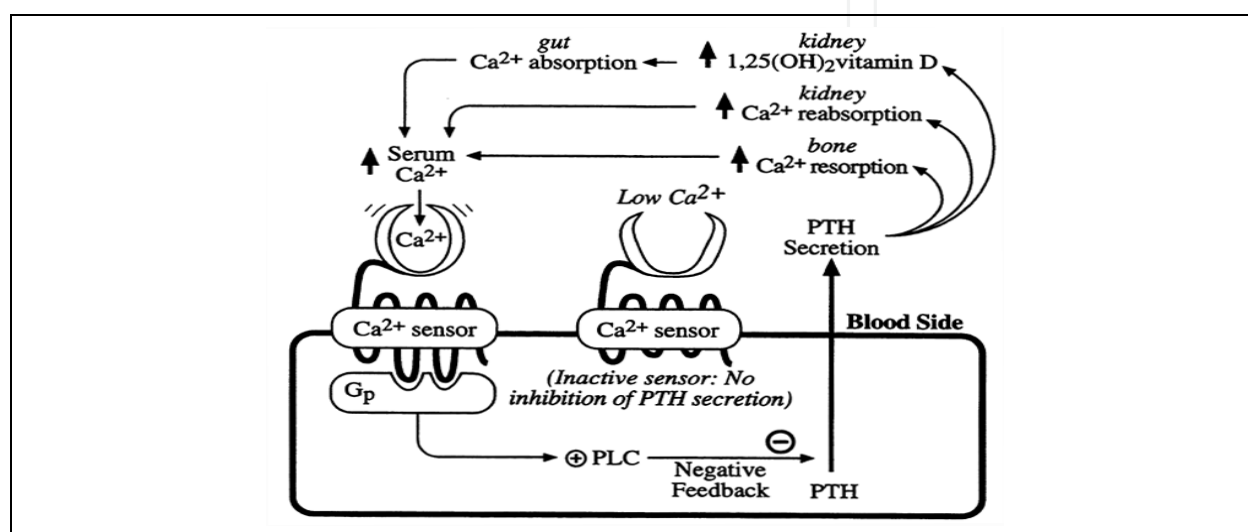 gut
Ca2+ absorption
kidney
1,25(OH)2vitamin D
kidney
Ca2+ reabsorption
bone
Ca2+ resorption
Serum
Ca2+
Ca2+
Low Ca2+
PTH
Secretion
Ca2+ sensor
Ca2+ sensor
Blood Side
Gp
(Inactive sensor: No
inhibition of PTH secretion)
⊕ PLC
⊖
Negative
Feedback
PTH